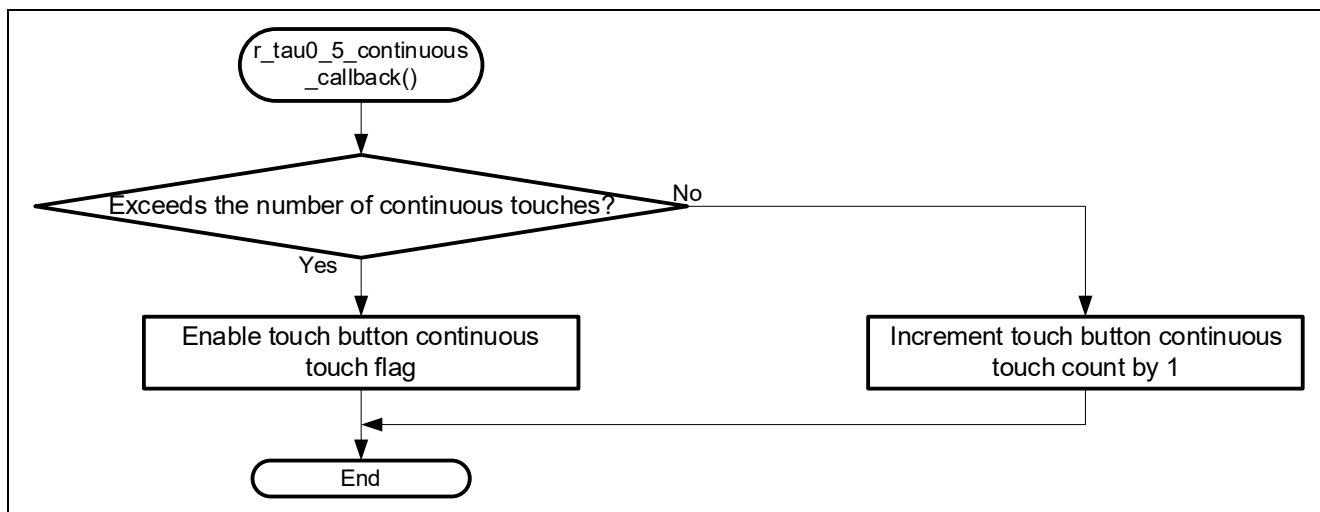 r_tau0_5_continuous
_callback()
Exceeds the number of continuous touches?
No
Yes
Enable touch button continuous
touch flag
Increment touch button continuous
touch count by 1
End